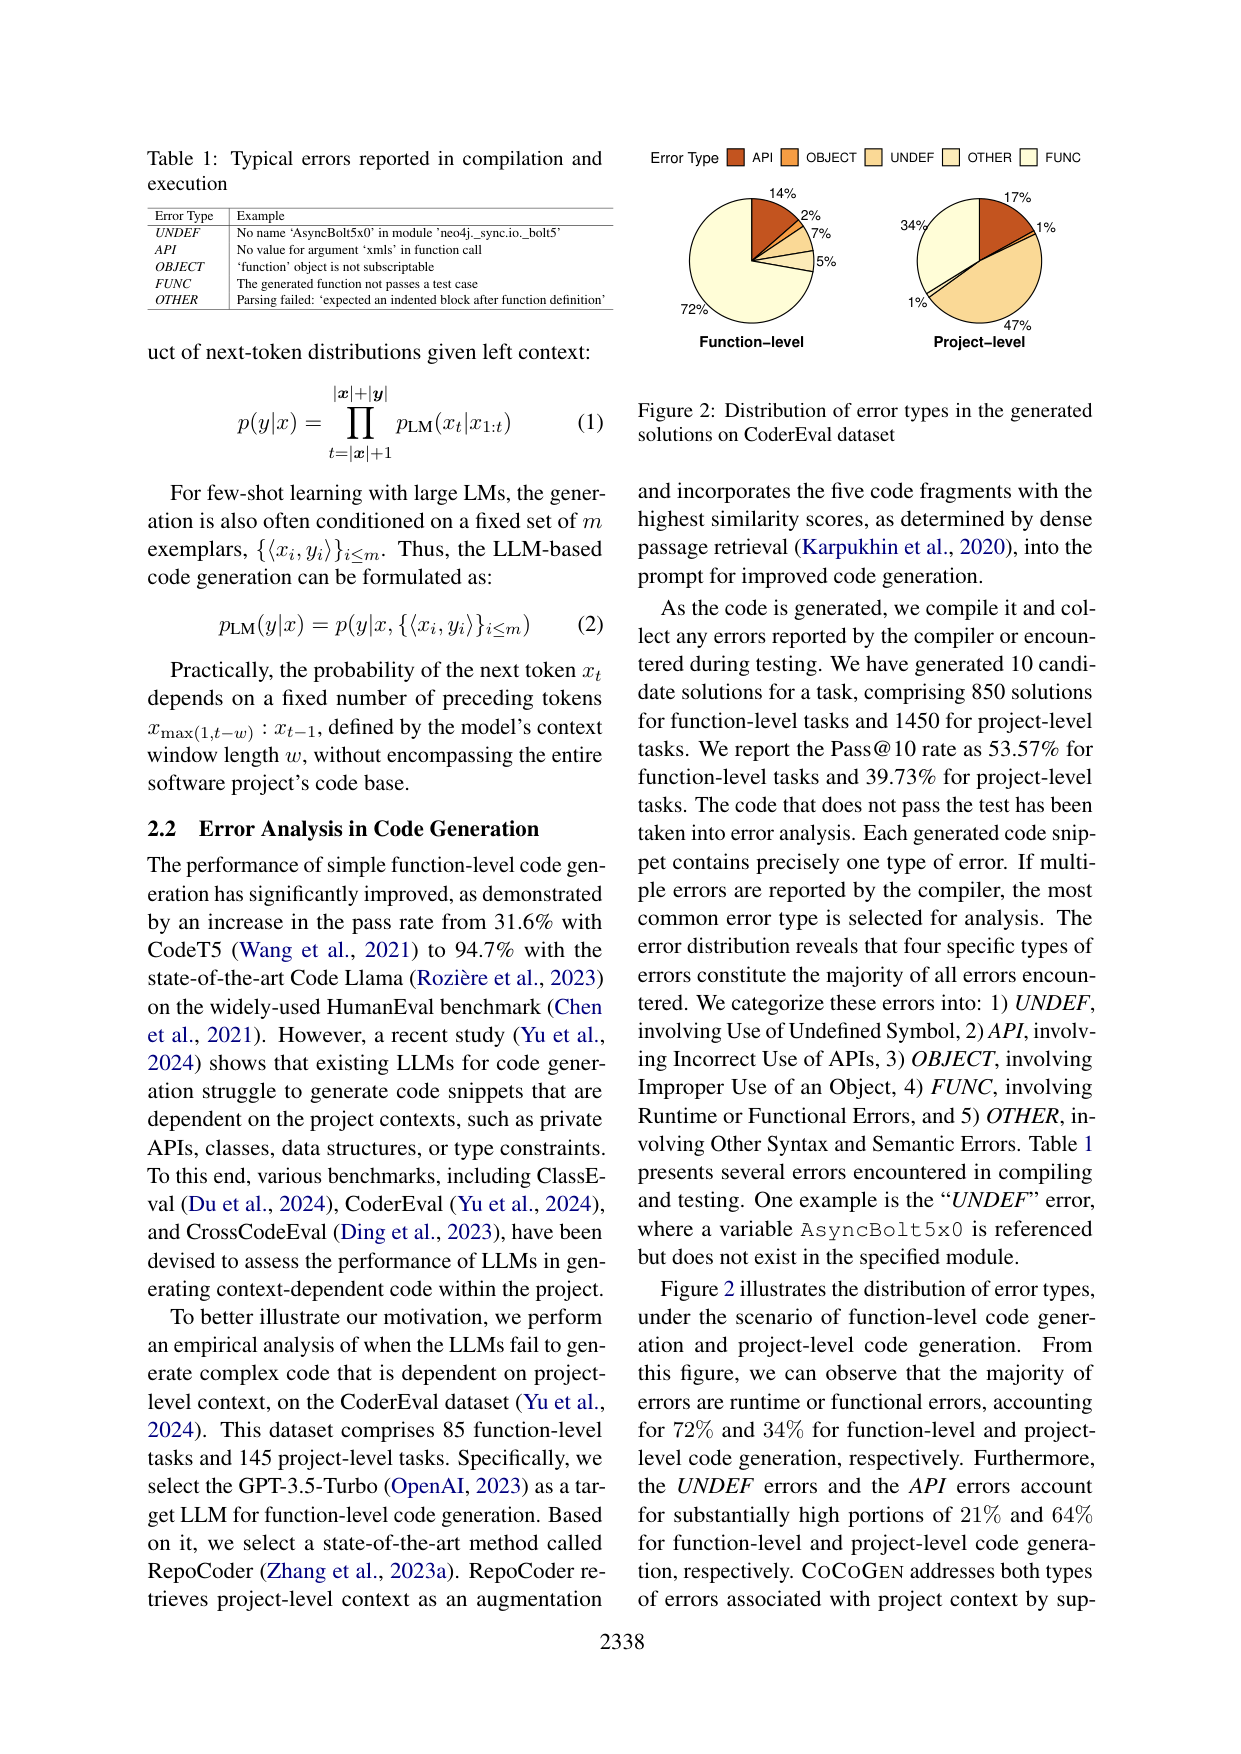 Table 1: Typical errors reported in compilation and
execution
Error Type Example
UNDEF No name ‘AsyncBolt5x0’ in module ’neo4j._sync.io._bolt5’
API No value for argument ‘xmls’ in function call
OBJECT ‘function’ object is not subscriptable
FUNC The generated function not passes a test case
OTHER Parsing failed: ‘expected an indented block after function definition’
uct of next-token distributions given left context:
p(y|x) = ∏_{t=|x|+1}^{|x|+|y|} p_LM(x_t|x_{1:t}) (1)
For few-shot learning with large LMs, the gener-
ation is also often conditioned on a fixed set of m
exemplars, {⟨x_i, y_i⟩}_{i≤m}. Thus, the LLM-based
code generation can be formulated as:
p_LM(y|x) = p(y|x, {⟨x_i, y_i⟩}_{i≤m}) (2)
Practically, the probability of the next token x_t
depends on a fixed number of preceding tokens
x_{max(1,t−w)} : x_{t−1}, defined by the model's context
window length w, without encompassing the entire
software project's code base.
2.2 Error Analysis in Code Generation
The performance of simple function-level code gen-
eration has significantly improved, as demonstrated
by an increase in the pass rate from 31.6% with
CodeT5 (Wang et al., 2021) to 94.7% with the
state-of-the-art Code Llama (Rozière et al., 2023)
on the widely-used HumanEval benchmark (Chen
et al., 2021). However, a recent study (Yu et al.,
2024) shows that existing LLMs for code gener-
ation struggle to generate code snippets that are
dependent on the project contexts, such as private
APIs, classes, data structures, or type constraints.
To this end, various benchmarks, including ClassE-
val (Du et al., 2024), CoderEval (Yu et al., 2024),
and CrossCodeEval (Ding et al., 2023), have been
devised to assess the performance of LLMs in gen-
erating context-dependent code within the project.
To better illustrate our motivation, we perform
an empirical analysis of when the LLMs fail to gen-
erate complex code that is dependent on project-
level context, on the CoderEval dataset (Yu et al.,
2024). This dataset comprises 85 function-level
tasks and 145 project-level tasks. Specifically, we
select the GPT-3.5-Turbo (OpenAI, 2023) as a tar-
get LLM for function-level code generation. Based
on it, we select a state-of-the-art method called
RepoCoder (Zhang et al., 2023a). RepoCoder re-
trieves project-level context as an augmentation
Error Type API OBJECT UNDEF OTHER FUNC
14%
2%
7%
5%
72%
Function−level
17%
1%
34%
1%
47%
Project−level
Figure 2: Distribution of error types in the generated
solutions on CoderEval dataset
and incorporates the five code fragments with the
highest similarity scores, as determined by dense
passage retrieval (Karpukhin et al., 2020), into the
prompt for improved code generation.
As the code is generated, we compile it and col-
lect any errors reported by the compiler or encoun-
tered during testing. We have generated 10 candi-
date solutions for a task, comprising 850 solutions
for function-level tasks and 1450 for project-level
tasks. We report the Pass@10 rate as 53.57% for
function-level tasks and 39.73% for project-level
tasks. The code that does not pass the test has been
taken into error analysis. Each generated code snip-
pet contains precisely one type of error. If multi-
ple errors are reported by the compiler, the most
common error type is selected for analysis. The
error distribution reveals that four specific types of
errors constitute the majority of all errors encoun-
tered. We categorize these errors into: 1) UNDEF,
involving Use of Undefined Symbol, 2) API, involv-
ing Incorrect Use of APIs, 3) OBJECT, involving
Improper Use of an Object, 4) FUNC, involving
Runtime or Functional Errors, and 5) OTHER, in-
volving Other Syntax and Semantic Errors. Table 1
presents several errors encountered in compiling
and testing. One example is the “UNDEF” error,
where a variable AsyncBolt5x0 is referenced
but does not exist in the specified module.
Figure 2 illustrates the distribution of error types,
under the scenario of function-level code gener-
ation and project-level code generation. From
this figure, we can observe that the majority of
errors are runtime or functional errors, accounting
for 72% and 34% for function-level and project-
level code generation, respectively. Furthermore,
the UNDEF errors and the API errors account
for substantially high portions of 21% and 64%
for function-level and project-level code genera-
tion, respectively. COCOGEN addresses both types
of errors associated with project context by sup-
2338